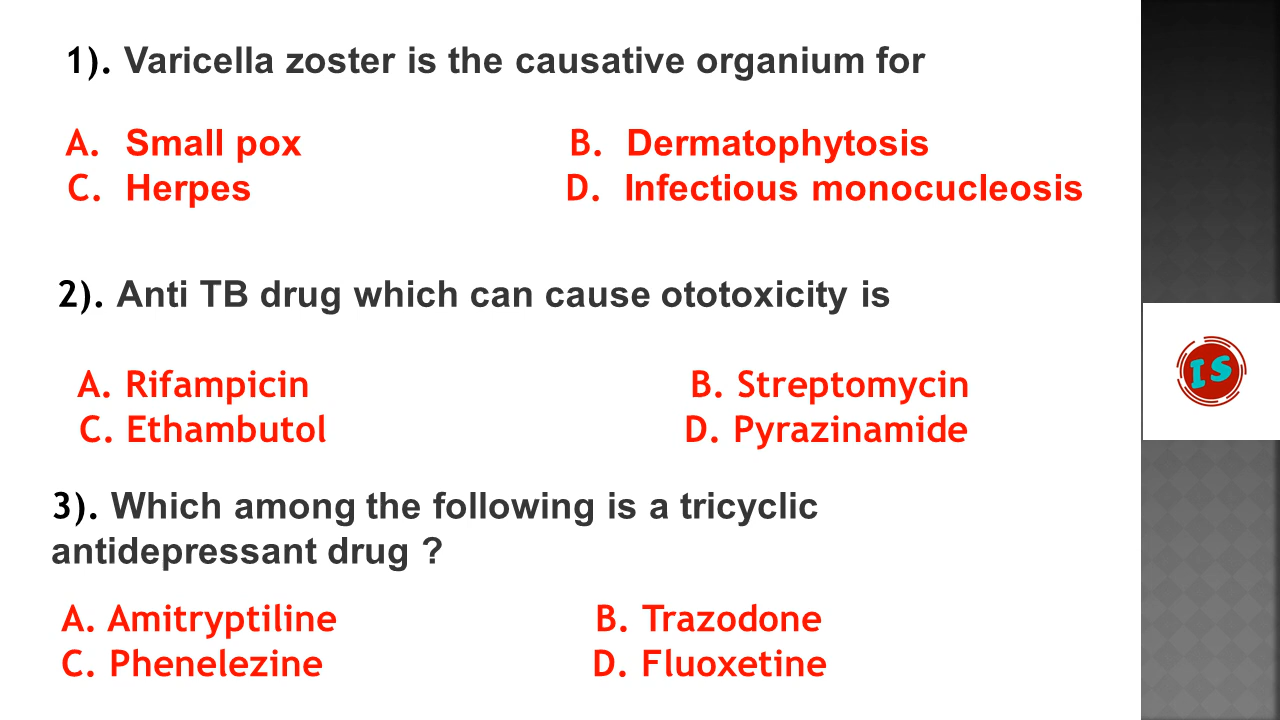 1). Varicella zoster is the causative organium for
A. Small pox B. Dermatophytosis
C. Herpes D. Infectious monocucleosis
2). Anti TB drug which can cause ototoxicity is
A. Rifampicin B. Streptomycin
C. Ethambutol D. Pyrazinamide
IS
3). Which among the following is a tricyclic
antidepressant drug ?
A. Amitryptiline B. Trazodone
C. Phenelezine D. Fluoxetine